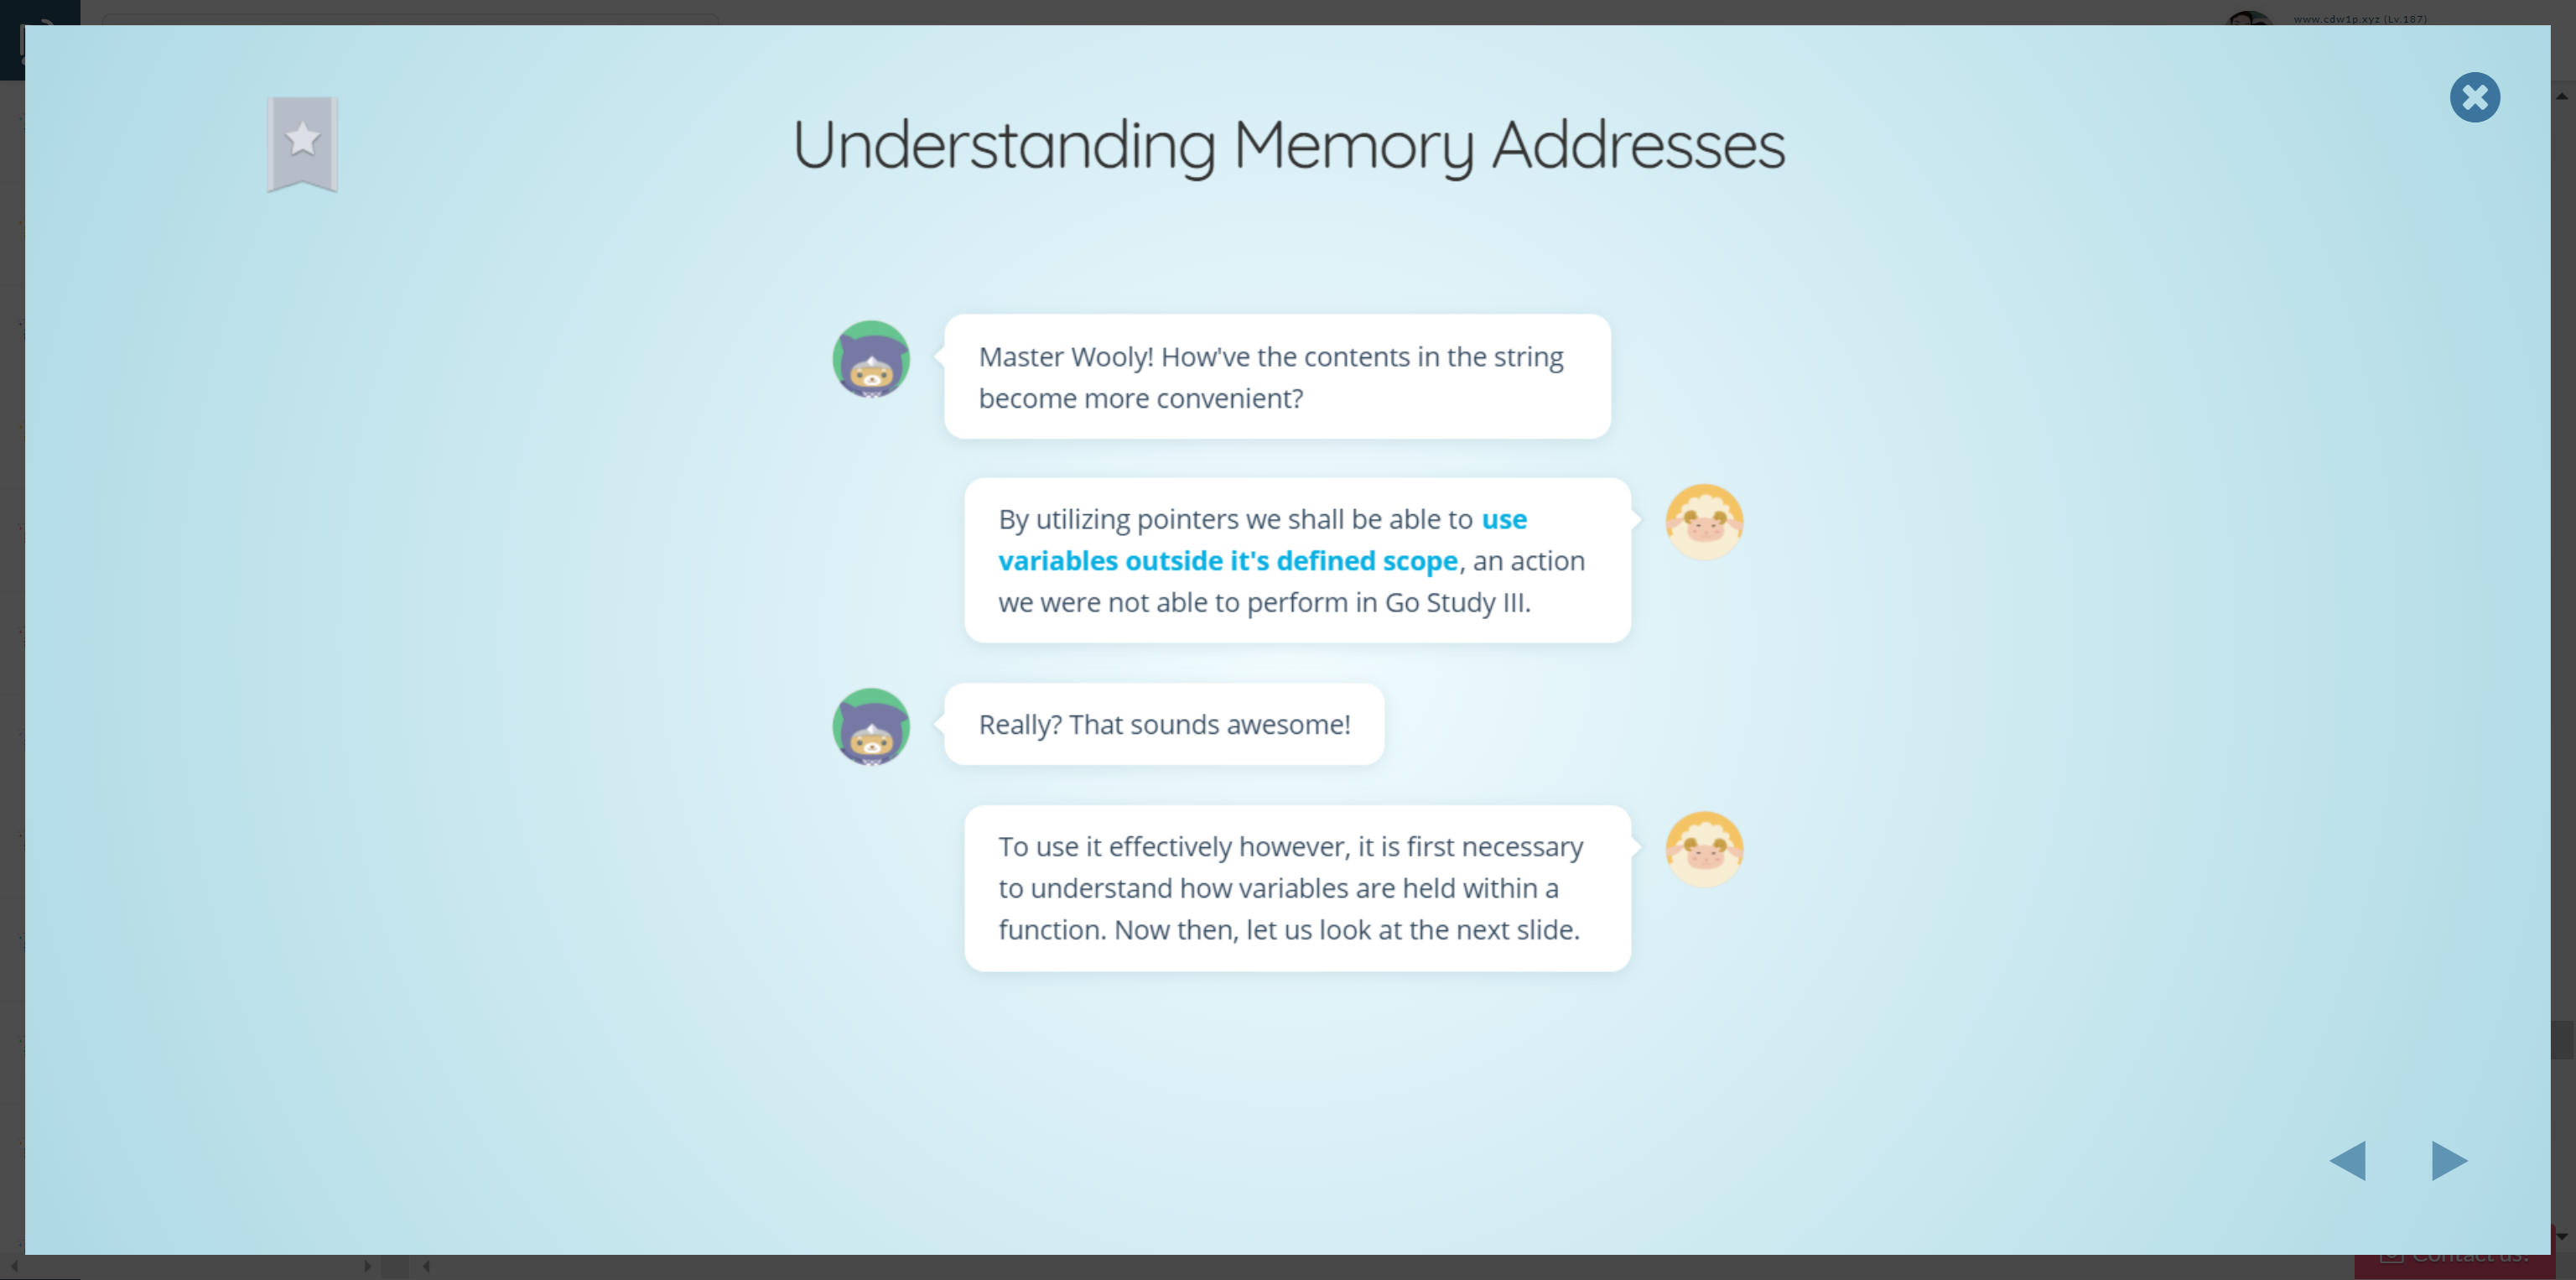 www.cdw1p.xyz (Lv.187)
Understanding Memory Addresses
Master Wooly! How've the contents in the string
become more convenient?
By utilizing pointers we shall be able to use
variables outside it's defined scope, an action
we were not able to perform in Go Study III.
Really? That sounds awesome!
To use it effectively however, it is first necessary
to understand how variables are held within a
function. Now then, let us look at the next slide.
Contact us!